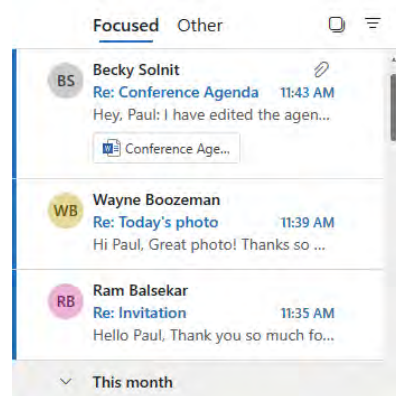 Focused Other
BS
Becky Solnit
Re: Conference Agenda 11:43 AM
Hey, Paul: I have edited the agen...
Conference Age...
WB
Wayne Boozeman
Re: Today's photo 11:39 AM
Hi Paul, Great photo! Thanks so ...
RB
Ram Balsekar
Re: Invitation 11:35 AM
Hello Paul, Thank you so much fo...
This month